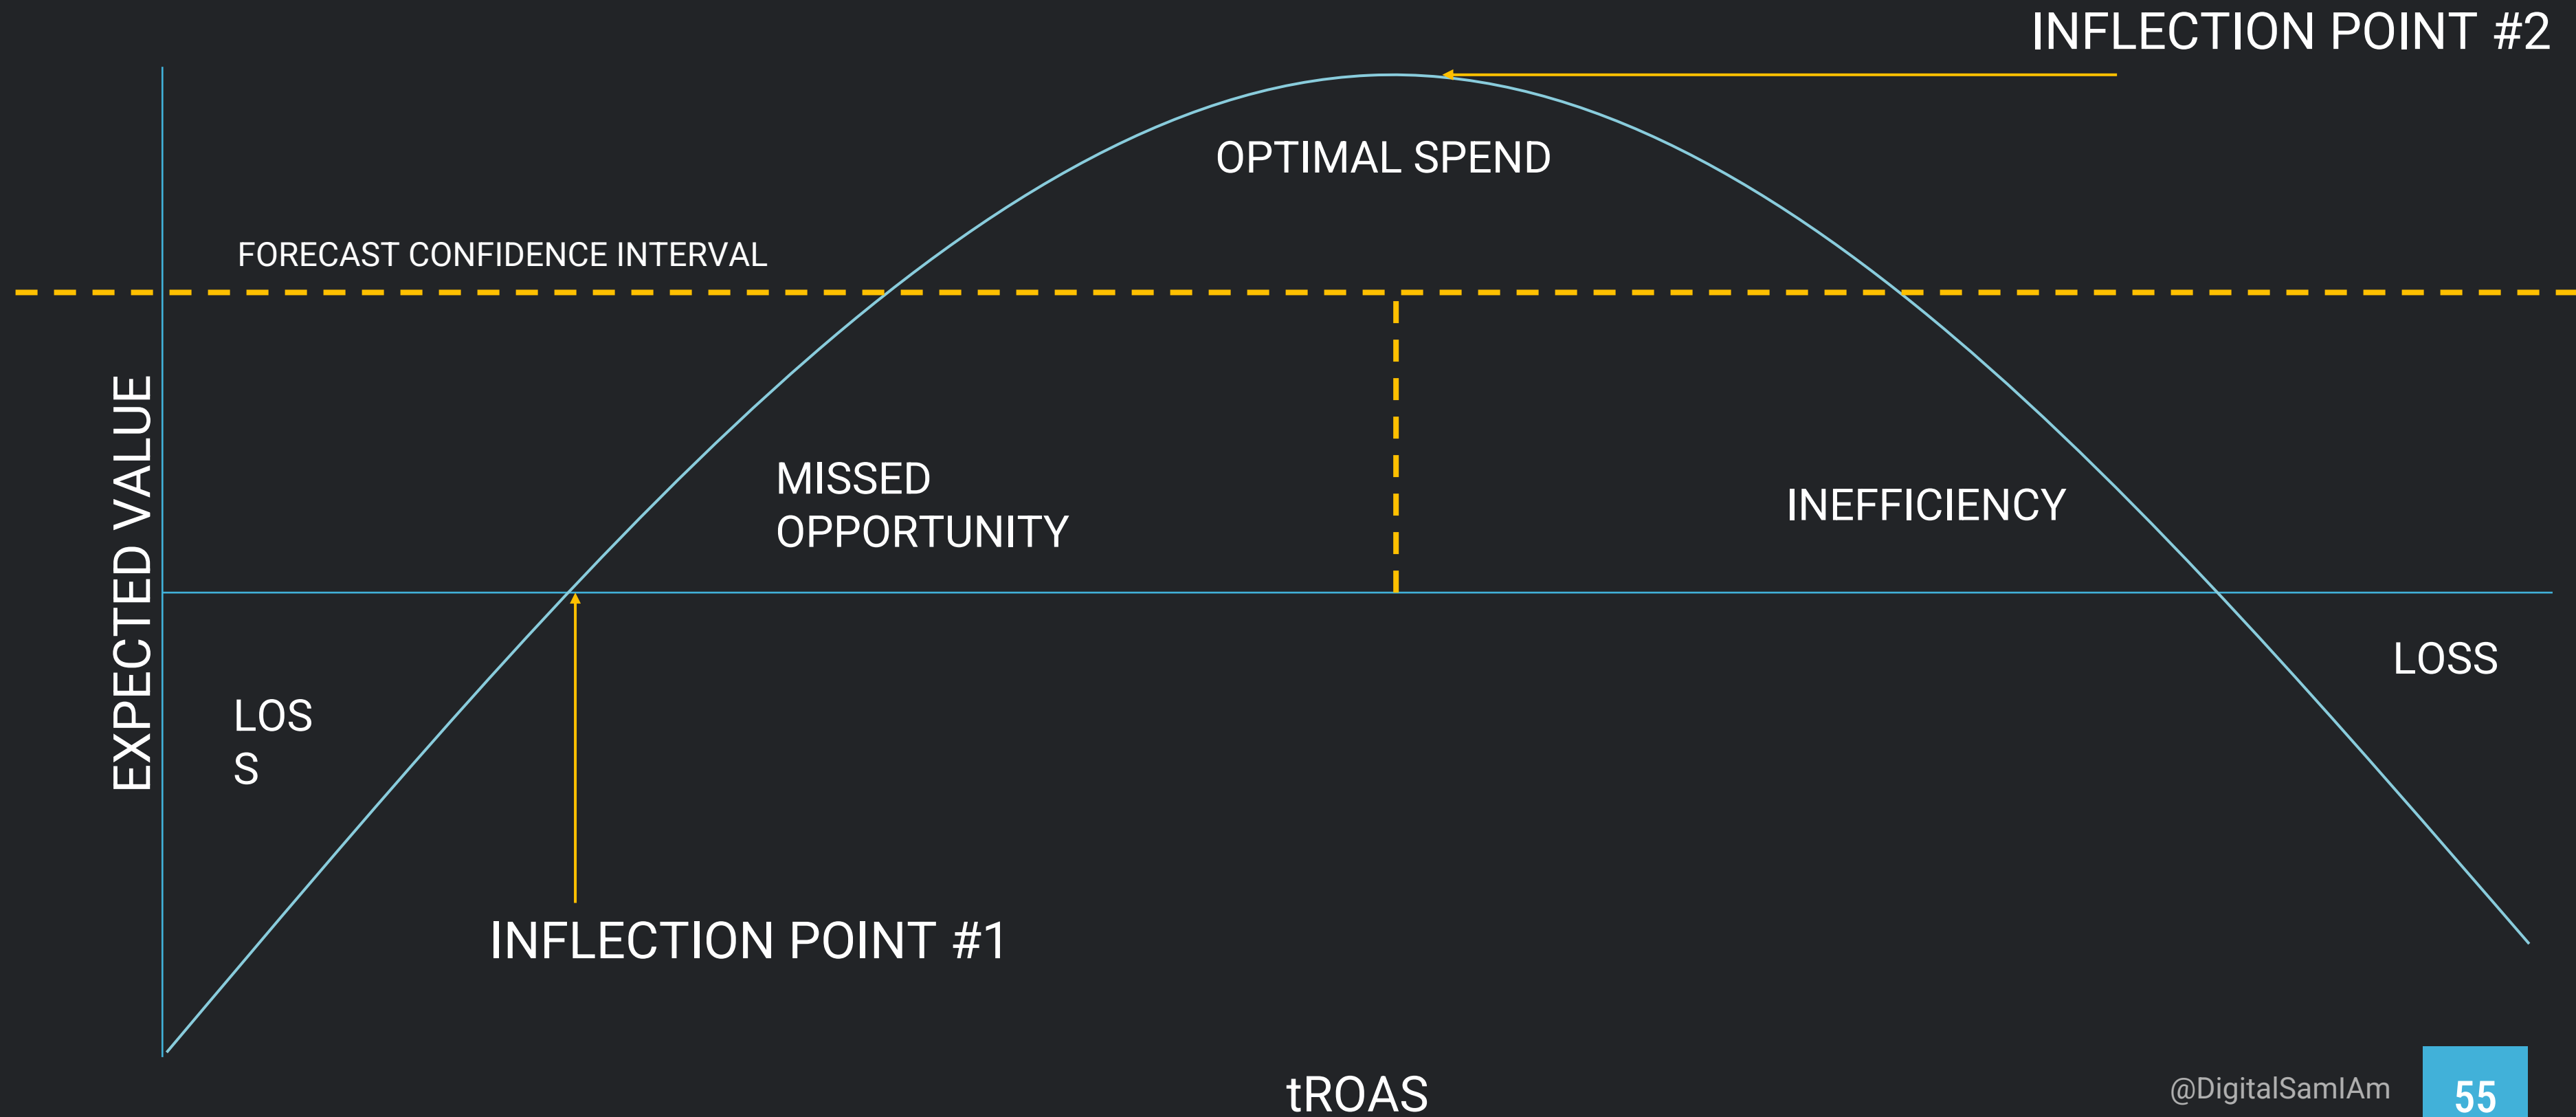 INFLECTION POINT #2
OPTIMAL SPEND
FORECAST CONFIDENCE INTERVAL
EXPECTED VALUE
MISSED
OPPORTUNITY
INEFFICIENCY
LOS
S
LOSS
INFLECTION POINT #1
tROAS
@DigitalSamIAm
55